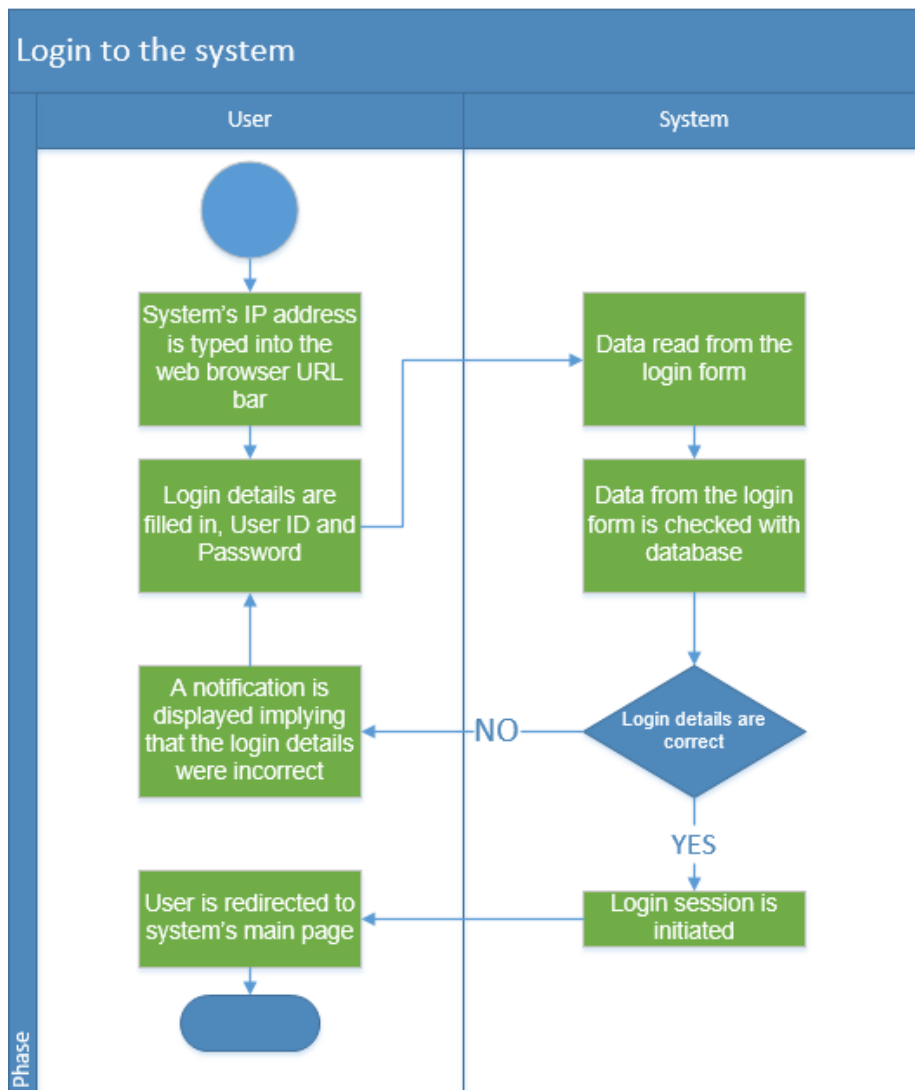 Login to the system
User
System
System's IP address
is typed into the
web browser URL
bar
Data read from the
login form
Login details are
filled in, User ID and
Password
Data from the login
form is checked with
database
A notification is
displayed implying
that the login details
were incorrect
NO
Login details are
correct
YES
User is redirected to
system's main page
Login session is
initiated
Phase